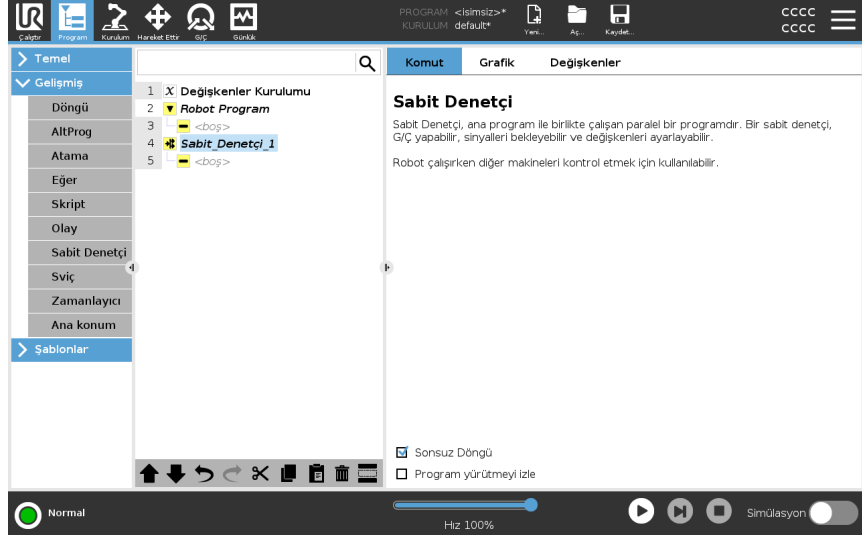 PROGRAM <isimsiz>*
KURULUM default*
UR
Çalıştır
Program
Kurulum
Hareket Ettir
G/Ç
Günlük
Yeni...
Aç...
Kaydet...
CCCC
CCCC
Temel
Gelişmiş
Döngü
AltProg
Atama
Eğer
Skript
Olay
Sabit Denetçi
Sviç
Zamanlayıcı
Ana konum
Şablonlar
1 X Değişkenler Kurulumu
2 Robot Program
3 <boş>
4 Sabit_Denetçi_1
5 <boş>
Komut
Grafik
Değişkenler
Sabit Denetçi
Sabit Denetçi, ana program ile birlikte çalışan paralel bir programdır. Bir sabit denetçi,
G/Ç yapabilir, sinyalleri bekleyebilir ve değişkenleri ayarlayabilir.
Robot çalışırken diğer makineleri kontrol etmek için kullanılabilir.
Sonsuz Döngü
Program yürütmeyi izle
Normal
Hız 100%
Simülasyon